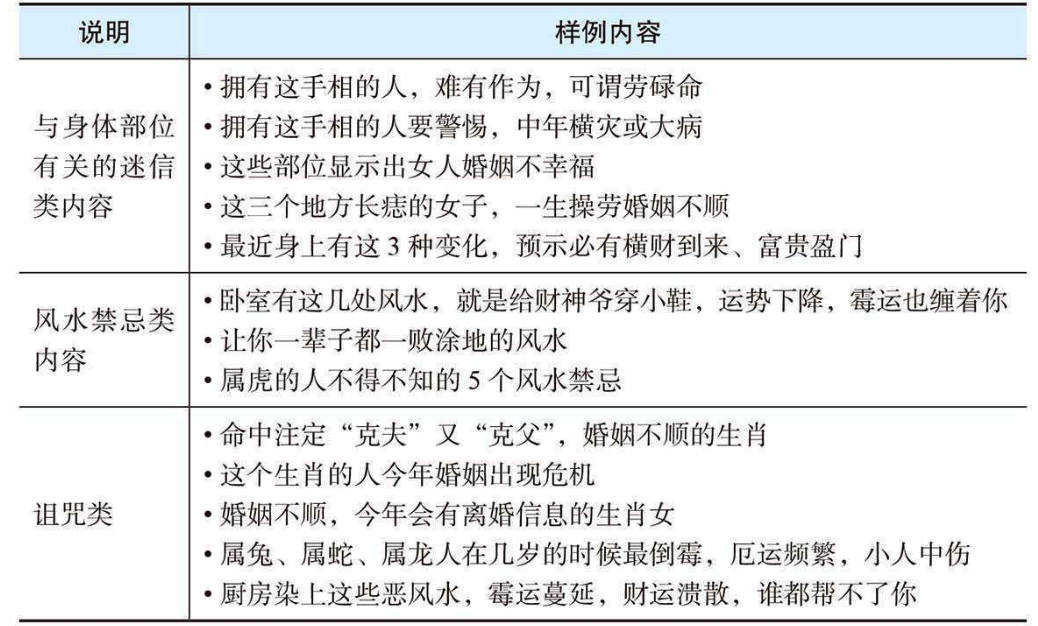 说明
样例内容
与身体部位
有关的迷信
类内容
• 拥有这手相的人，难有作为，可谓劳碌命
• 拥有这手相的人要警惕，中年横灾或大病
• 这些部位显示出女人婚姻不幸福
• 这三个地方长痣的女子，一生操劳婚姻不顺
• 最近身上有这 3 种变化，预示必有横财到来、富贵盈门
风水禁忌类
内容
• 卧室有这几处风水，就是给财神爷穿小鞋，运势下降，霉运也缠着你
• 让你一辈子都一败涂地的风水
• 属虎的人不得不知的 5 个风水禁忌
诅咒类
• 命中注定“克夫”又“克父”，婚姻不顺的生肖
• 这个生肖的人今年婚姻出现危机
• 婚姻不顺，今年会有离婚信息的生肖女
• 属兔、属蛇、属龙人在几岁的时候最倒霉，厄运频繁，小人中伤
• 厨房染上这些恶风水，霉运蔓延，财运溃散，谁都帮不了你